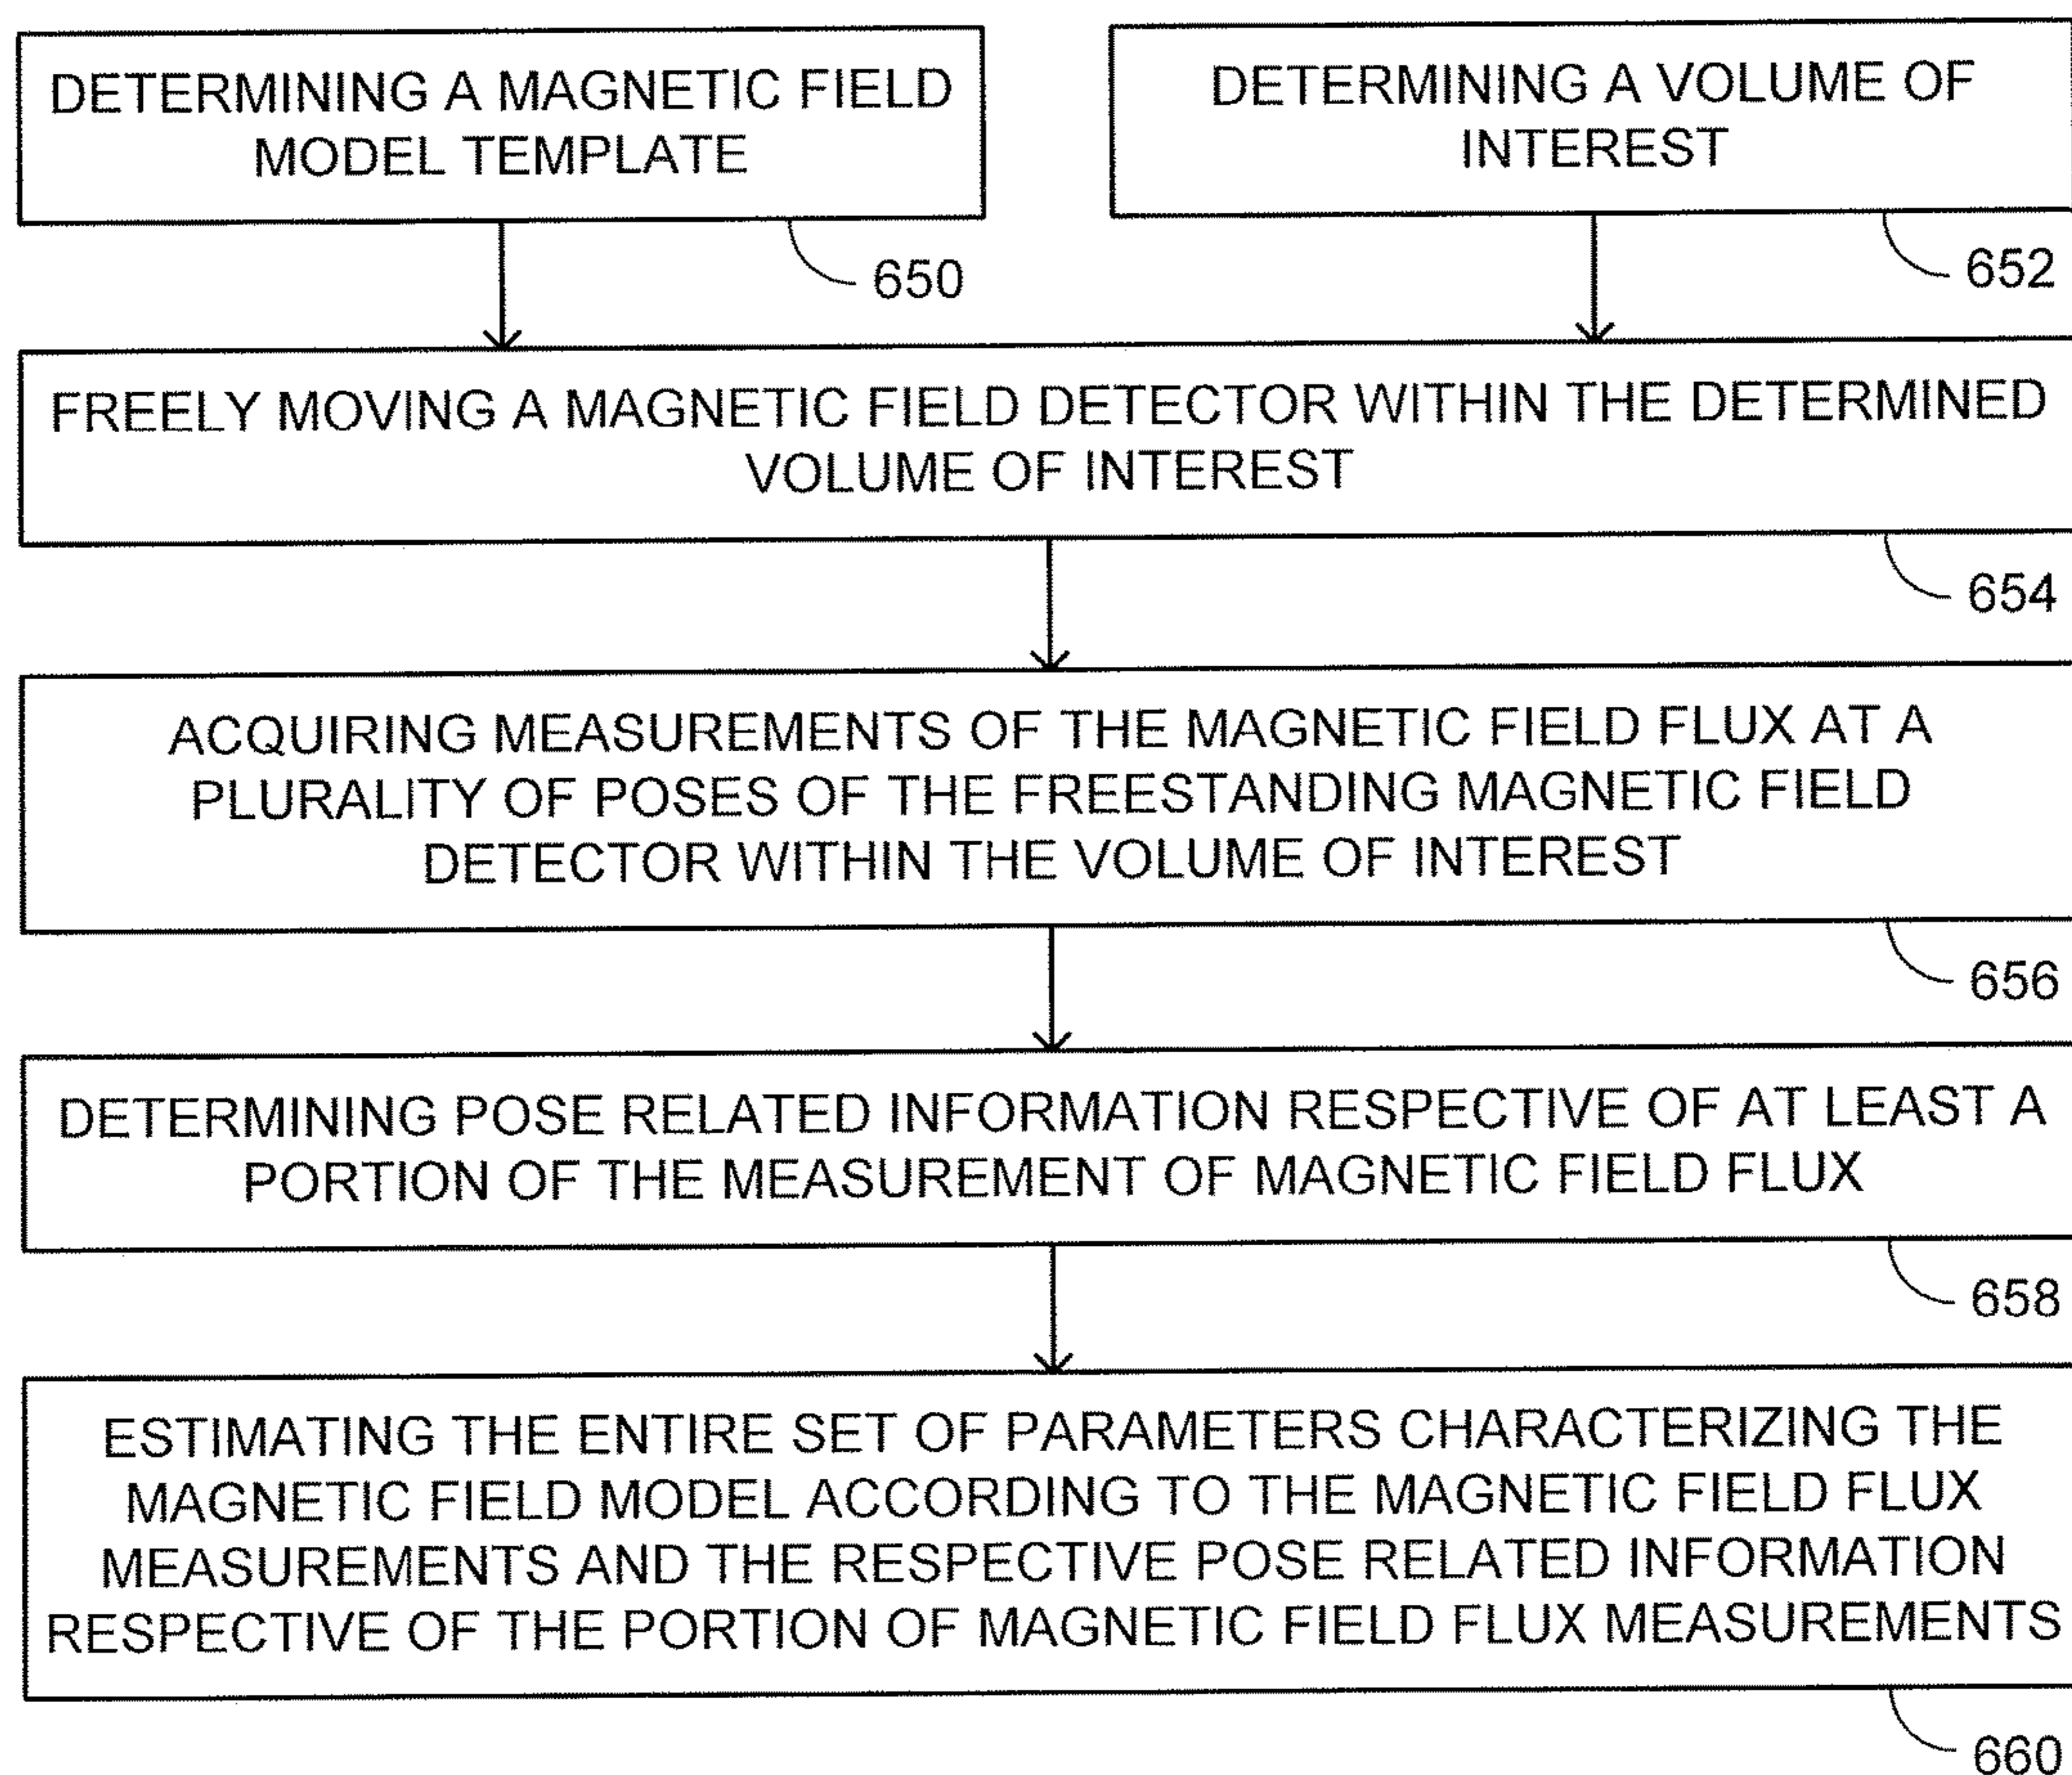 DETERMINING A MAGNETIC FIELD
MODEL TEMPLATE
650
DETERMINING A VOLUME OF
INTEREST
652
FREELY MOVING A MAGNETIC FIELD DETECTOR WITHIN THE DETERMINED
VOLUME OF INTEREST
654
ACQUIRING MEASUREMENTS OF THE MAGNETIC FIELD FLUX AT A
PLURALITY OF POSES OF THE FREESTANDING MAGNETIC FIELD
DETECTOR WITHIN THE VOLUME OF INTEREST
656
DETERMINING POSE RELATED INFORMATION RESPECTIVE OF AT LEAST A
PORTION OF THE MEASUREMENT OF MAGNETIC FIELD FLUX
658
ESTIMATING THE ENTIRE SET OF PARAMETERS CHARACTERIZING THE
MAGNETIC FIELD MODEL ACCORDING TO THE MAGNETIC FIELD FLUX
MEASUREMENTS AND THE RESPECTIVE POSE RELATED INFORMATION
RESPECTIVE OF THE PORTION OF MAGNETIC FIELD FLUX MEASUREMENTS
660